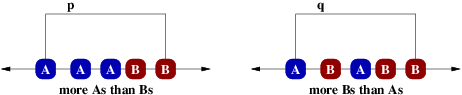 p
A A A B B
more As than Bs
q
A B A B B
more Bs than As